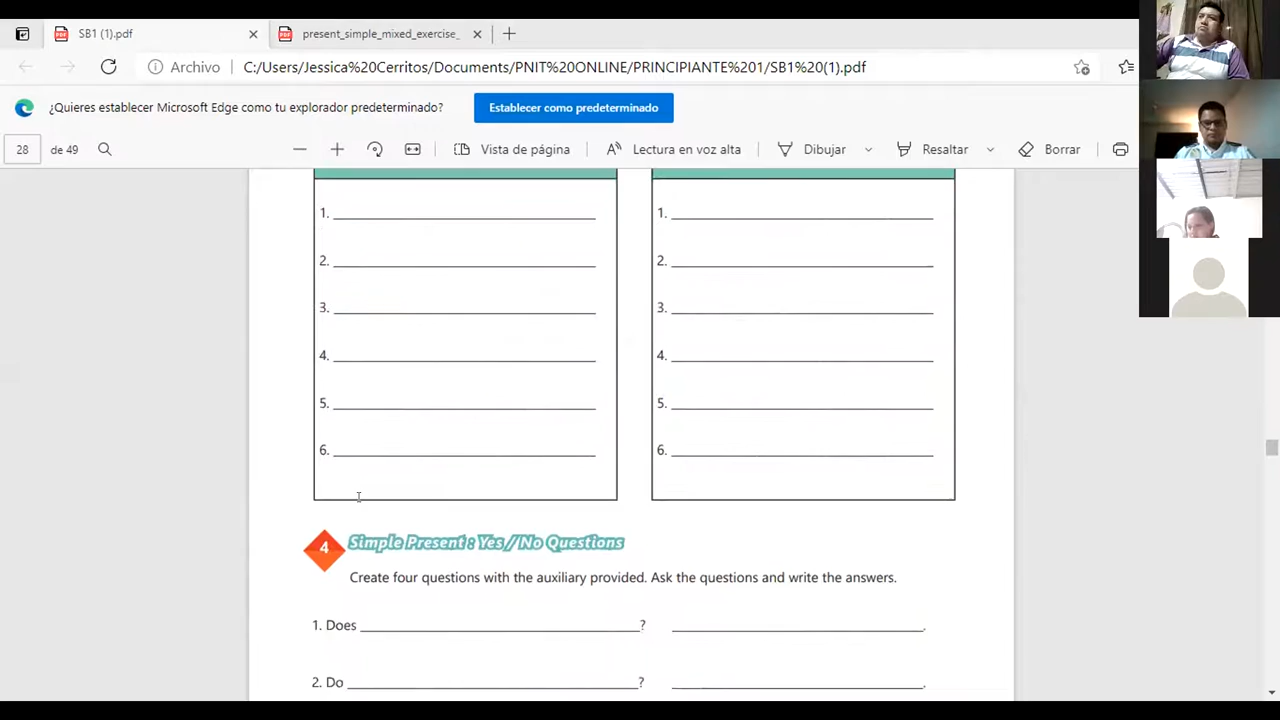 SB1 (1).pdf
present_simple_mixed_exercise_
Archivo C:/Users/Jessica%20Cerritos/Documents/PNIT%20ONLINE/PRINCIPIANTE%201/SB1%20(1).pdf
¿Quieres establecer Microsoft Edge como tu explorador predeterminado? Establecer como predeterminado
28 de 49 Vista de página Lectura en voz alta Dibujar Resaltar Borrar
1. 1.
2. 2.
3. 3.
4. 4.
5. 5.
6. 6.
4 Simple Present : Yes/No Questions
Create four questions with the auxiliary provided. Ask the questions and write the answers.
1. Does ? .
2. Do ? .